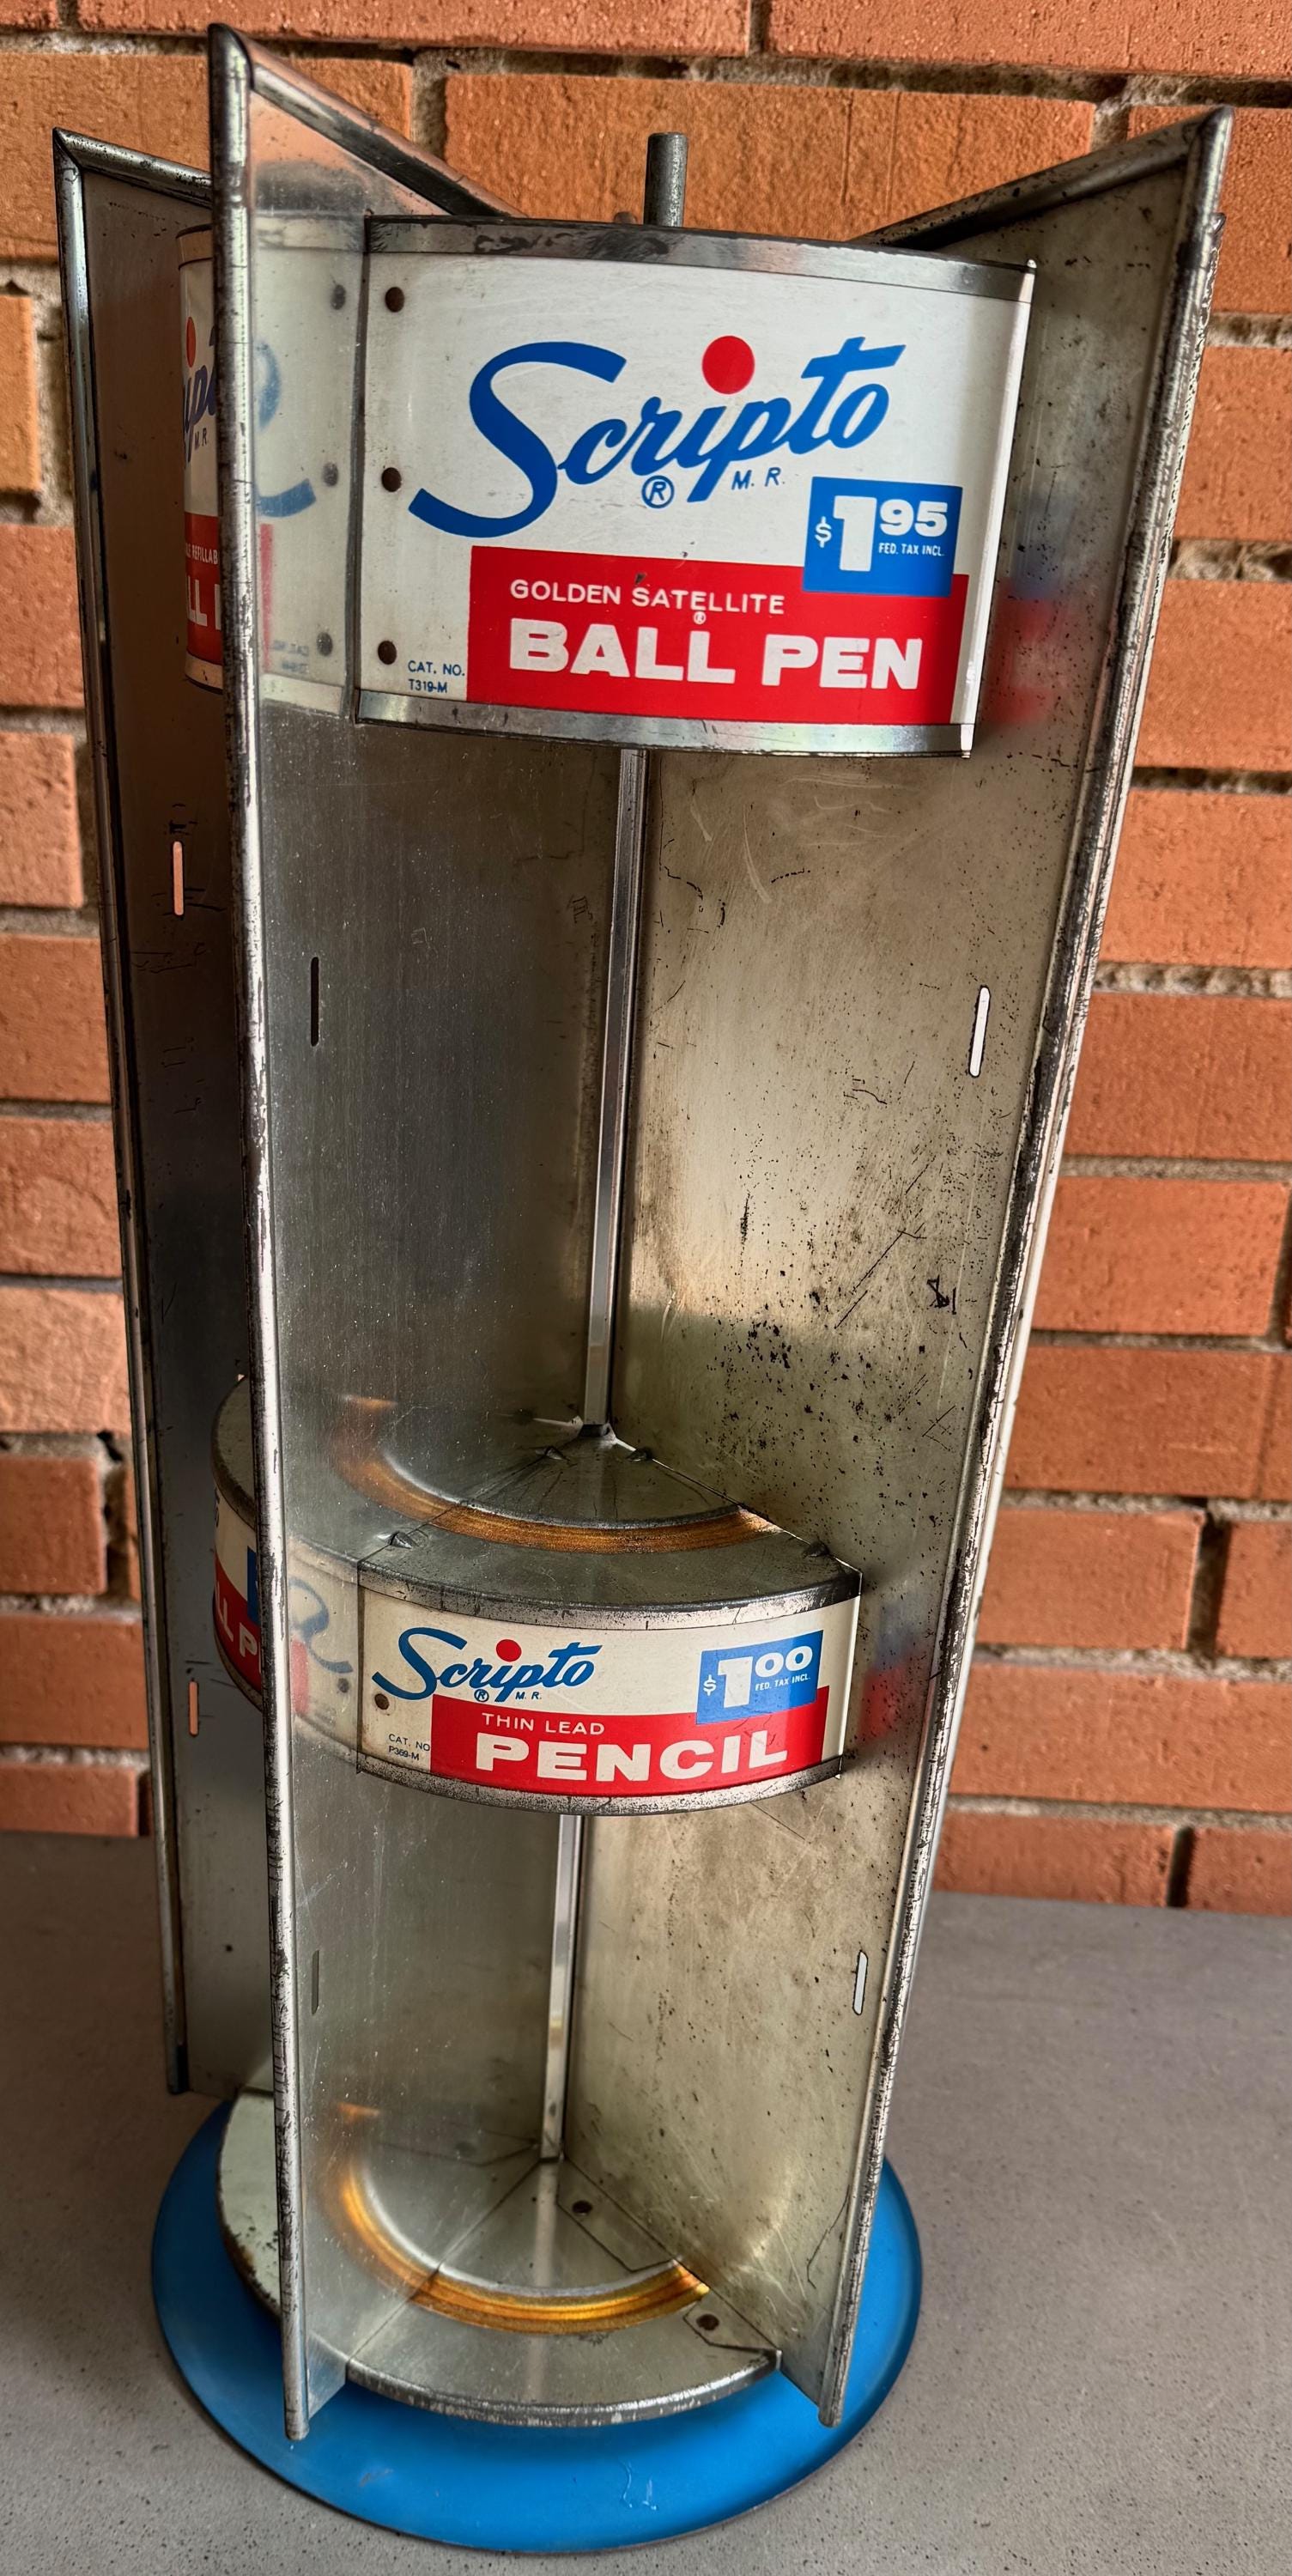 Scripto
® M. R.
$1 95
FED. TAX INCL.
GOLDEN SATELLITE
®
BALL PEN
CAT. NO.
T319-M
Scripto
® M. R.
$1 00
FED. TAX INCL.
THIN LEAD
PENCIL
CAT. NO
P369-M